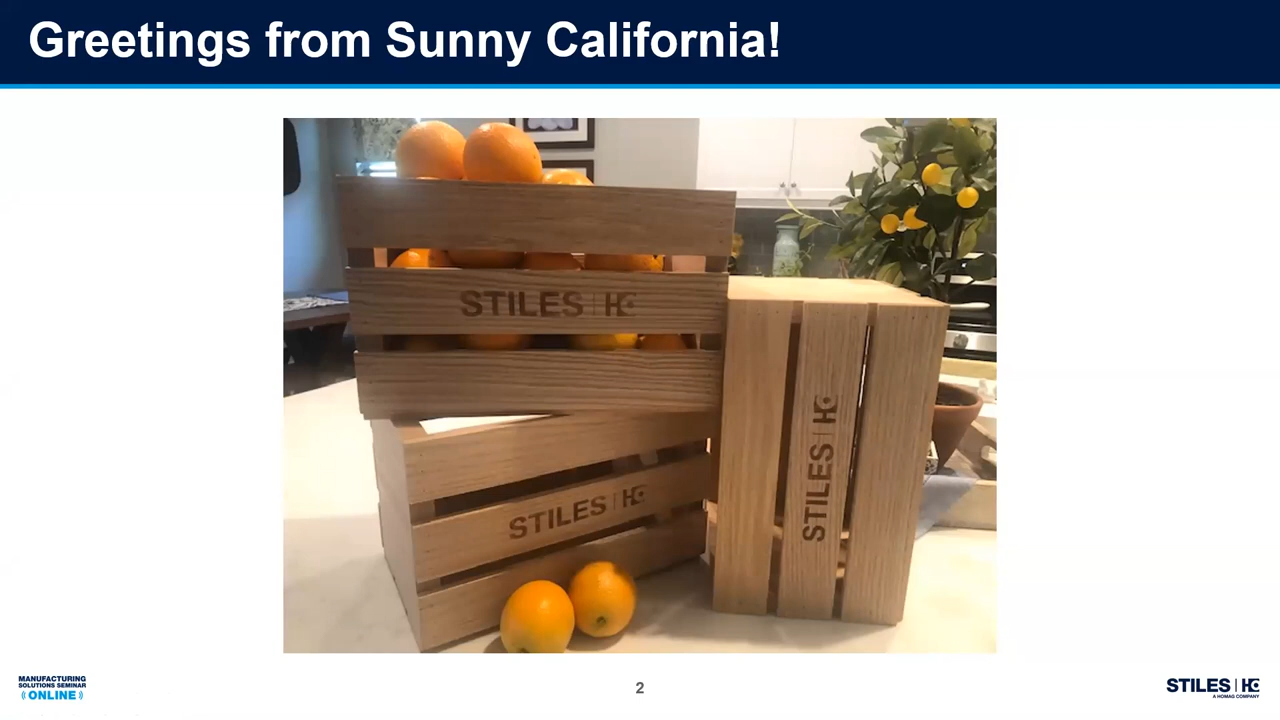 Greetings from Sunny California!
STILES | HC
STILES | HC
STILES | HC
MANUFACTURING
SOLUTIONS SEMINAR
ONLINE
2
STILES | HC
A HOMAG COMPANY